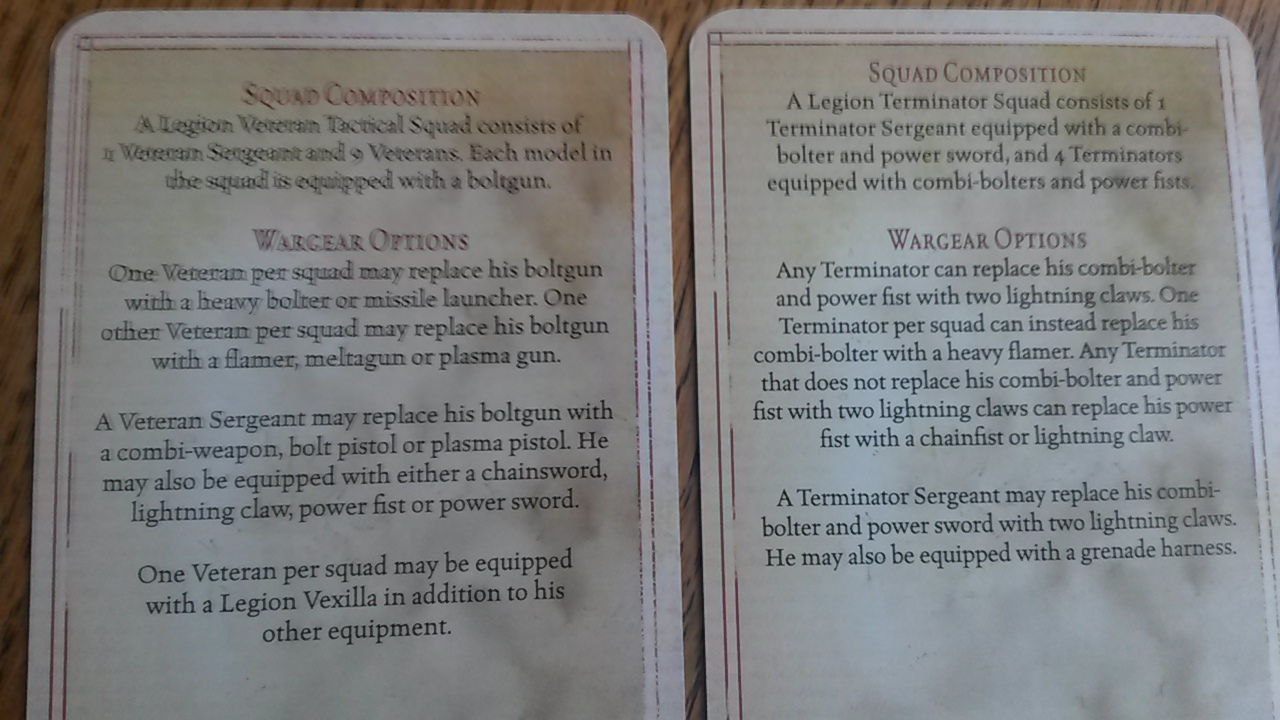 SQUAD COMPOSITION
A Legion Veteran Tactical Squad consists of
1 Veteran Sergeant and 9 Veterans. Each model in
the squad is equipped with a boltgun.
WARGEAR OPTIONS
One Veteran per squad may replace his boltgun
with a heavy bolter or missile launcher. One
other Veteran per squad may replace his boltgun
with a flamer, meltagun or plasma gun.
A Veteran Sergeant may replace his boltgun with
a combi-weapon, bolt pistol or plasma pistol. He
may also be equipped with either a chainsword,
lightning claw, power fist or power sword.
One Veteran per squad may be equipped
with a Legion Vexilla in addition to his
other equipment.
SQUAD COMPOSITION
A Legion Terminator Squad consists of 1
Terminator Sergeant equipped with a combi-
bolter and power sword, and 4 Terminators
equipped with combi-bolters and power fists.
WARGEAR OPTIONS
Any Terminator can replace his combi-bolter
and power fist with two lightning claws. One
Terminator per squad can instead replace his
combi-bolter with a heavy flamer. Any Terminator
that does not replace his combi-bolter and power
fist with two lightning claws can replace his power
fist with a chainfist or lightning claw.
A Terminator Sergeant may replace his combi-
bolter and power sword with two lightning claws.
He may also be equipped with a grenade harness.